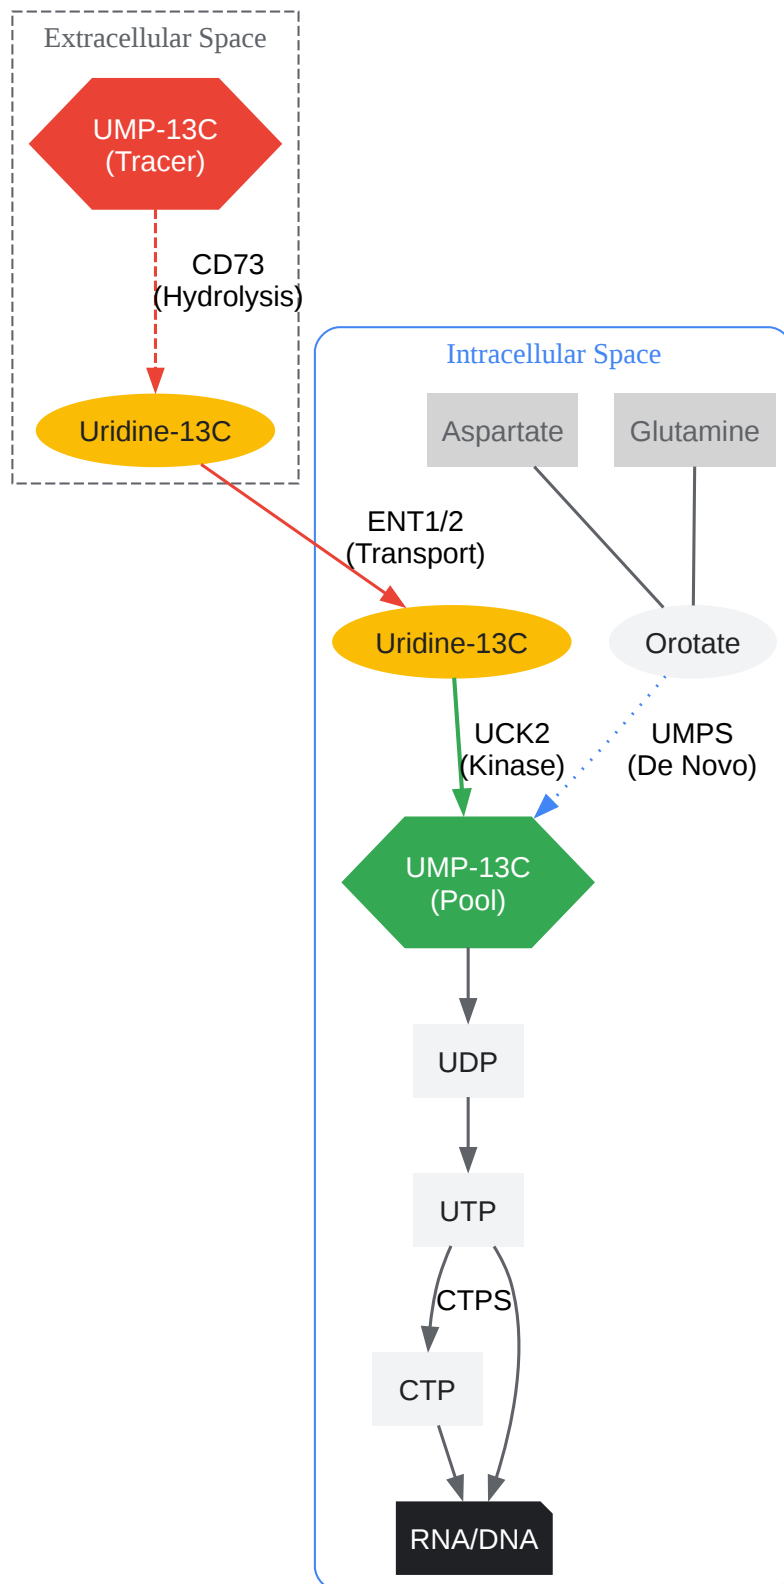 Extracellular Space
UMP-13C
(Tracer)
CD73
(Hydrolysis)
Uridine-13C
Intracellular Space
Aspartate
Glutamine
ENT1/2
(Transport)
Uridine-13C
Orotate
UCK2
(Kinase)
UMPS
(De Novo)
UMP-13C
(Pool)
UDP
UTP
CTPS
CTP
RNA/DNA